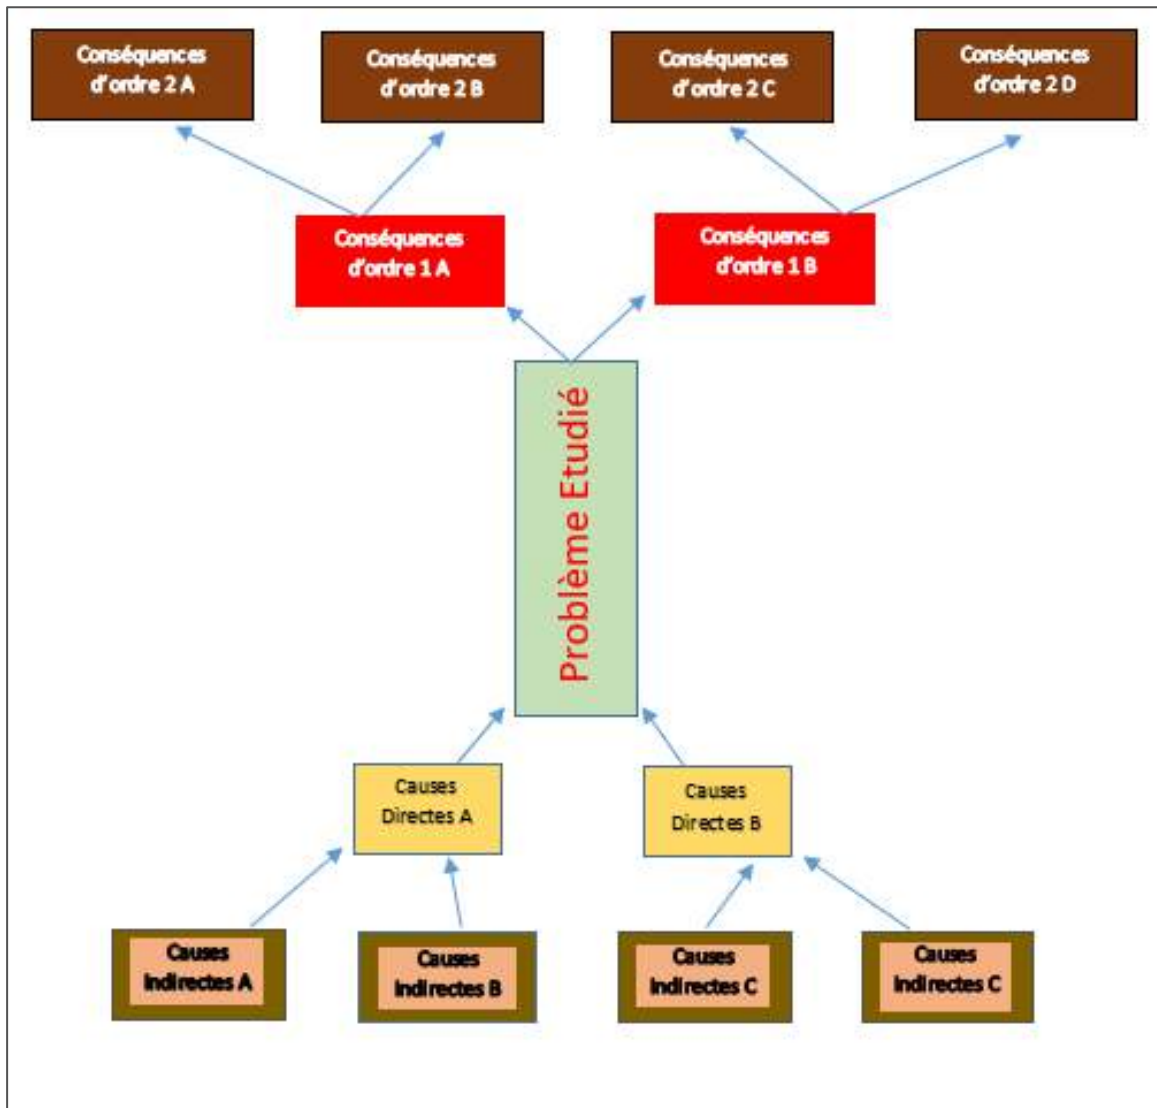 Conséquences
d'ordre 2 A
Conséquences
d'ordre 2 B
Conséquences
d'ordre 2 C
Conséquences
d'ordre 2 D
Conséquences
d'ordre 1 A
Conséquences
d'ordre 1 B
Problème Etudié
Causes
Directes A
Causes
Directes B
Causes
Indirectes A
Causes
Indirectes B
Causes
Indirectes C
Causes
Indirectes C